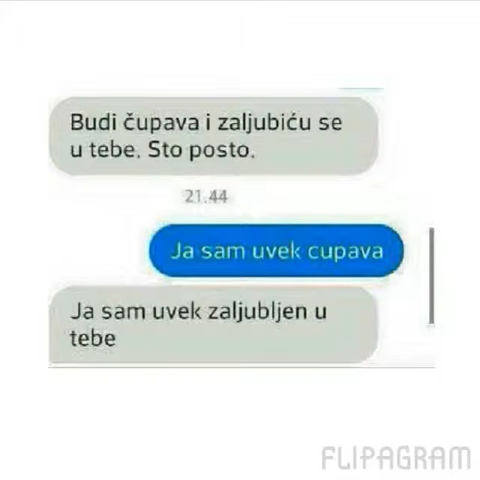 Budi čupava i zaljubiću se
u tebe. Sto posto.
21.44
Ja sam uvek cupava
Ja sam uvek zaljubljen u
tebe
FLIPAGRAM